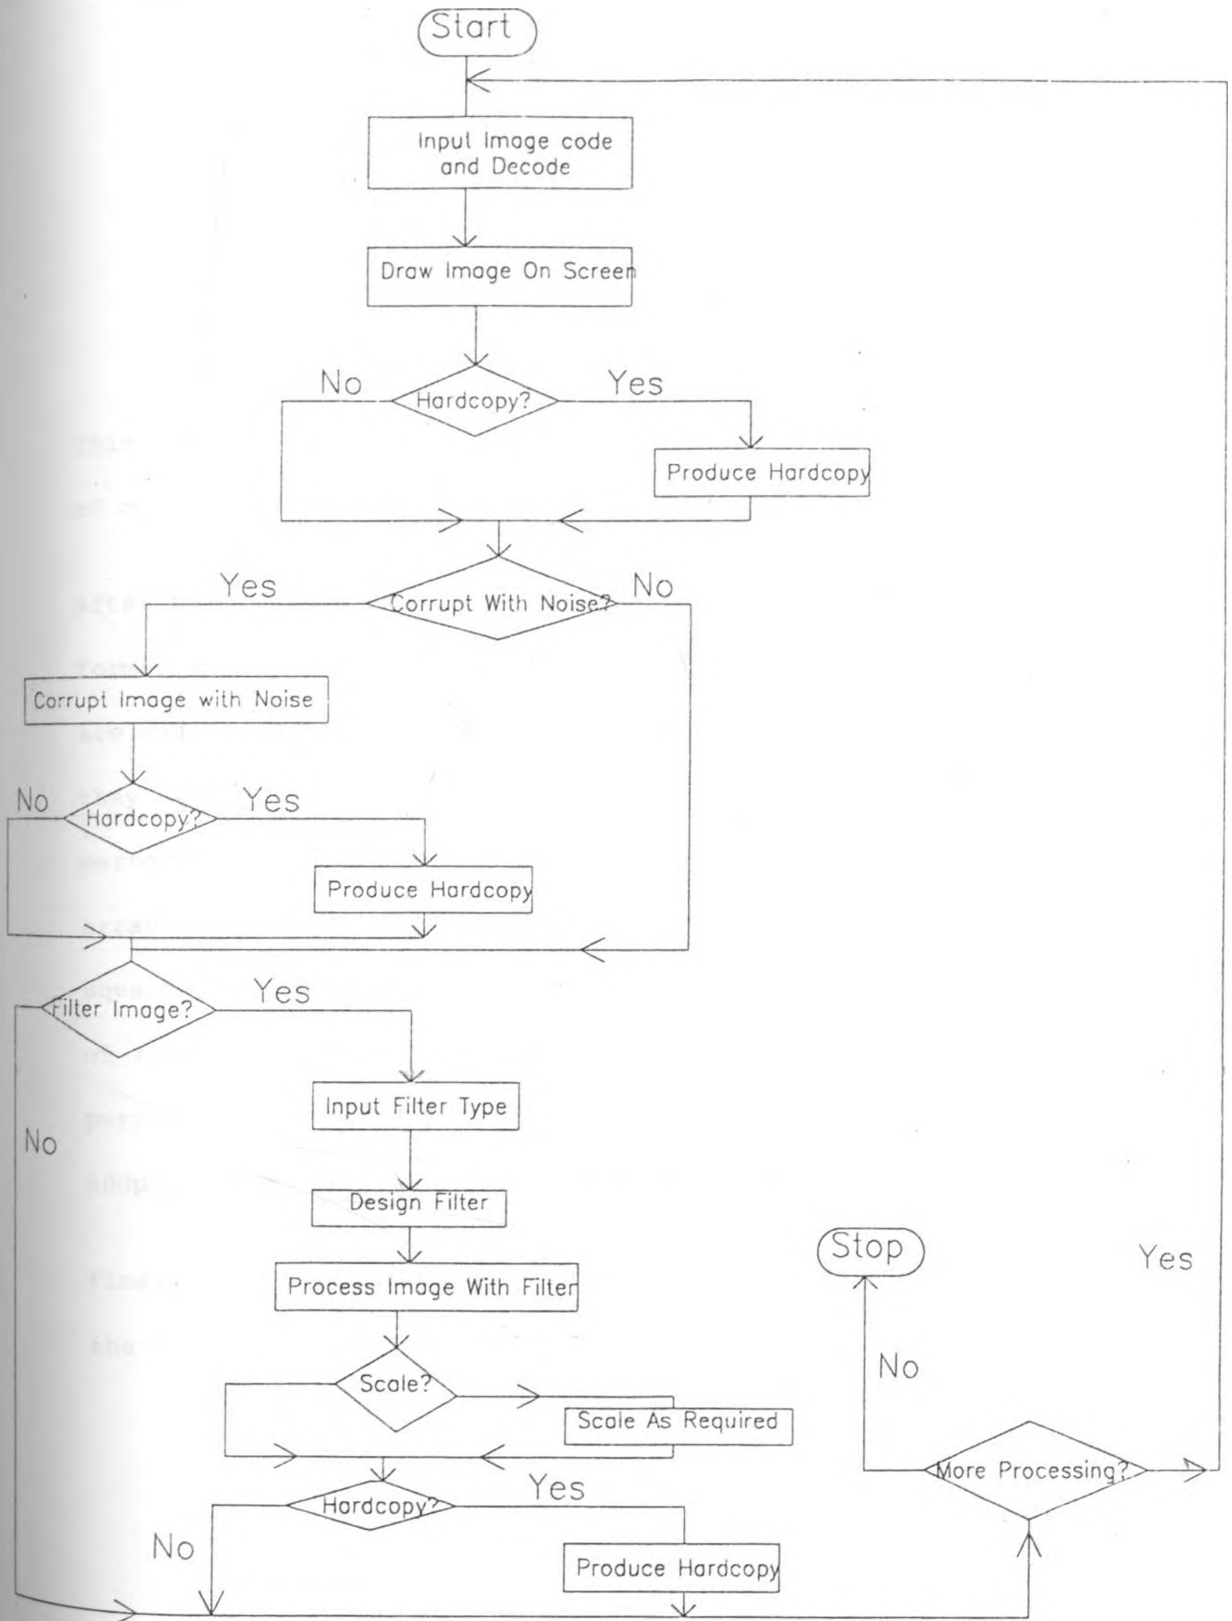 Start
Input Image code
and Decode
Draw Image On Screen
No
Yes
Hardcopy?
Produce Hardcopy
Yes
No
Corrupt With Noise?
Corrupt Image with Noise
No
Yes
Hardcopy?
Produce Hardcopy
Yes
Filter Image?
Input Filter Type
No
Design Filter
Stop
Yes
Process Image With Filter
No
Scale?
Scale As Required
More Processing?
Yes
Hardcopy?
No
Produce Hardcopy